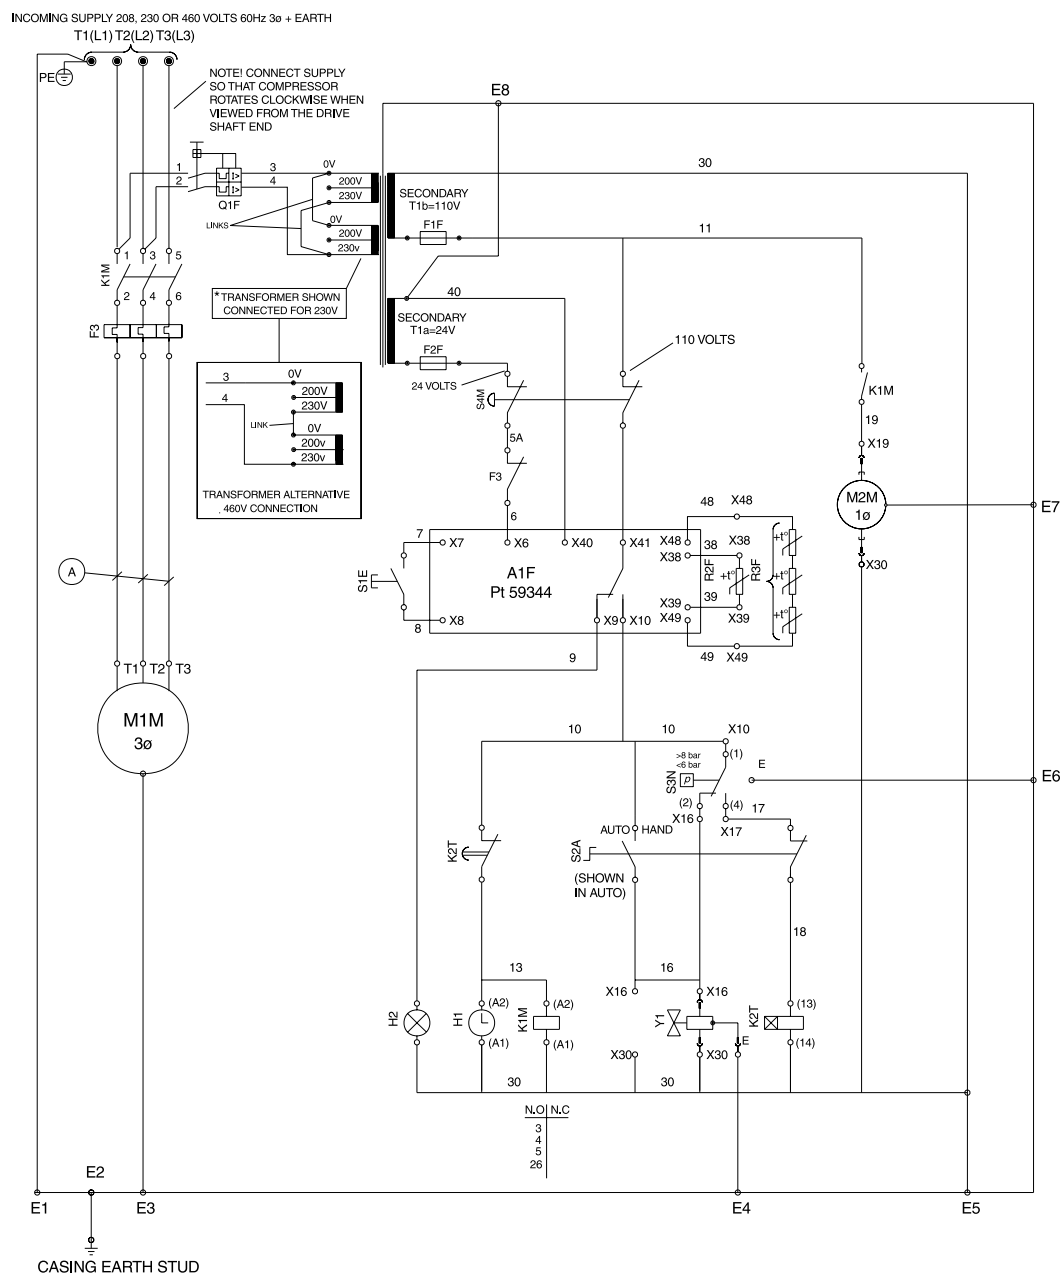 INCOMING SUPPLY 208, 230 OR 460 VOLTS 60Hz 3ø + EARTH
T1(L1) T2(L2) T3(L3)
PE
NOTE! CONNECT SUPPLY
SO THAT COMPRESSOR
ROTATES CLOCKWISE WHEN
VIEWED FROM THE DRIVE
SHAFT END
E8
1
2
3
4
Q1F
0V
200V
230V
0V
200V
230v
LINKS
SECONDARY
T1b=110V
F1F
30
11
K1M
1 3 5
2 4 6
F3
* TRANSFORMER SHOWN
CONNECTED FOR 230V
40
SECONDARY
T1a=24V
F2F
24 VOLTS
110 VOLTS
3
4
0V
200V
230V
LINK
0V
200v
230v
TRANSFORMER ALTERNATIVE
460V CONNECTION
S4M
5A
F3
6
K1M
19
X19
M2M
1ø
X30
E7
A
7
X7
X6
X40
X41
A1F
Pt 59344
S1E
8
X8
X9
X10
X48
X38
X39
X49
48 X48
38 X38
R2F
+t°
39
X39
49 X49
R3F
+t°
+t°
+t°
9
T1 T2 T3
M1M
3ø
10
10
X10
>8 bar
<6 bar
S3N
p
(1)
E
E6
(2)
(4)
X16
X17
17
K2T
AUTO HAND
S2A
(SHOWN
IN AUTO)
18
13
16
X16
X16
H2
H1
(A2)
(A1)
K1M
(A2)
(A1)
Y1
E
X30
X30
K2T
(13)
(14)
30
30
N.O N.C
3
4
5
26
E1
E2
E3
E4
E5
CASING EARTH STUD